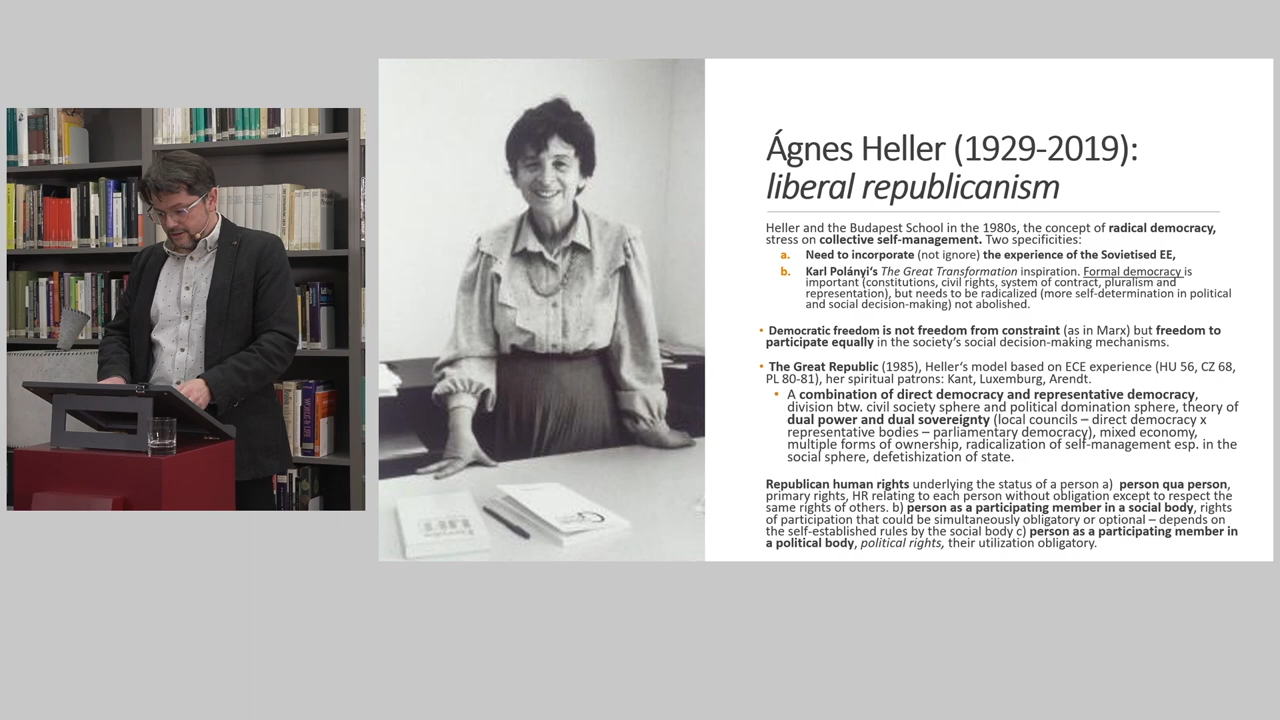 Ágnes Heller (1929-2019):
liberal republicanism
Heller and the Budapest School in the 1980s, the concept of radical democracy,
stress on collective self-management. Two specificities:
a. Need to incorporate (not ignore) the experience of the Sovietised EE,
b. Karl Polányi's The Great Transformation inspiration. Formal democracy is
important (constitutions, civil rights, system of contract, pluralism and
representation), but needs to be radicalized (more self-determination in political
and social decision-making) not abolished.
• Democratic freedom is not freedom from constraint (as in Marx) but freedom to
participate equally in the society's social decision-making mechanisms.
• The Great Republic (1985), Heller's model based on ECE experience (HU 56, CZ 68,
PL 80-81), her spiritual patrons: Kant, Luxemburg, Arendt.
• A combination of direct democracy and representative democracy,
division btw. civil society sphere and political domination sphere, theory of
dual power and dual sovereignty (local councils – direct democracy x
representative bodies – parliamentary democracy), mixed economy,
multiple forms of ownership, radicalization of self-management esp. in the
social sphere, defetishization of state.
Republican human rights underlying the status of a person a) person qua person,
primary rights, HR relating to each person without obligation except to respect the
same rights of others. b) person as a participating member in a social body, rights
of participation that could be simultaneously obligatory or optional – depends on
the self-established rules by the social body c) person as a participating member in
a political body, political rights, their utilization obligatory.